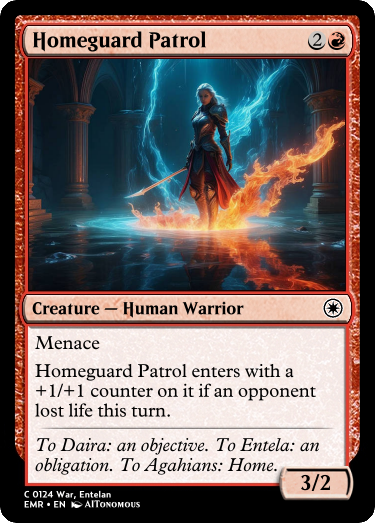 Homeguard Patrol 2
Creature — Human Warrior
Menace
Homeguard Patrol enters with a
+1/+1 counter on it if an opponent
lost life this turn.
To Daira: an objective. To Entela: an
obligation. To Agahians: Home.
3/2
C 0124 War, Entelan
EMR • EN AITonomous